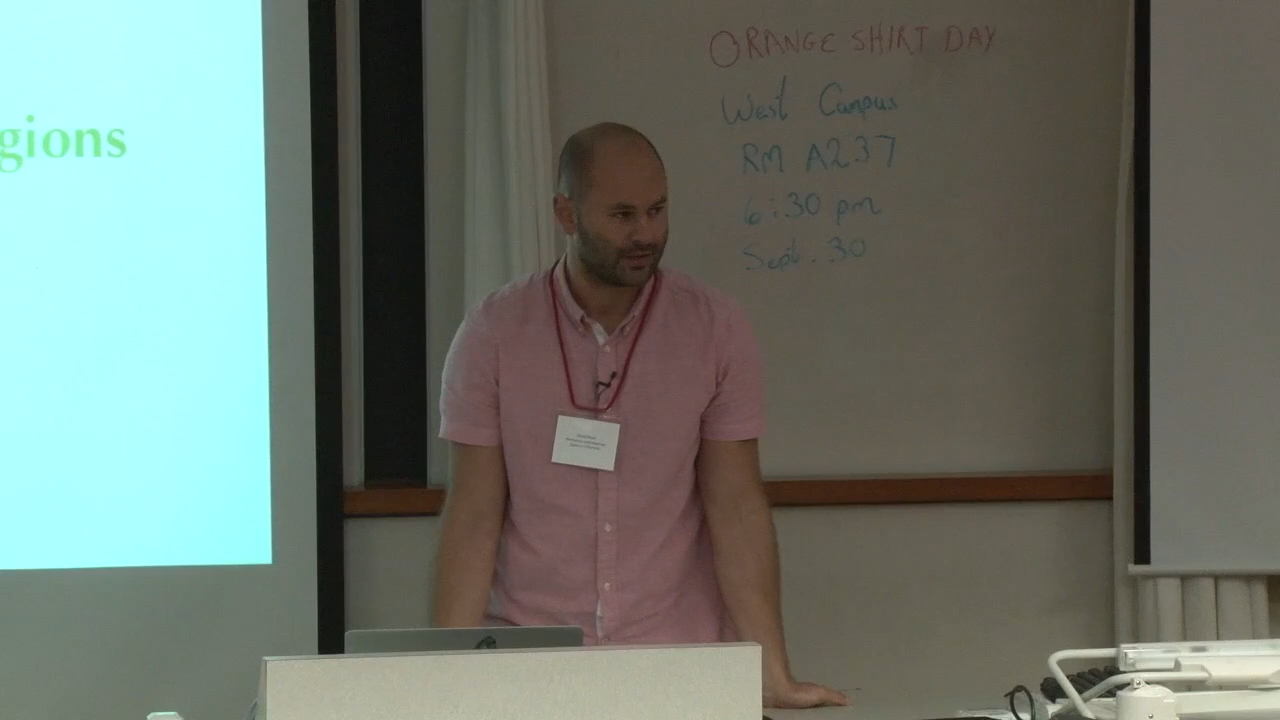 gions
ORANGE SHIRT DAY
West Campus
RM A237
6:30 pm
Sept. 30